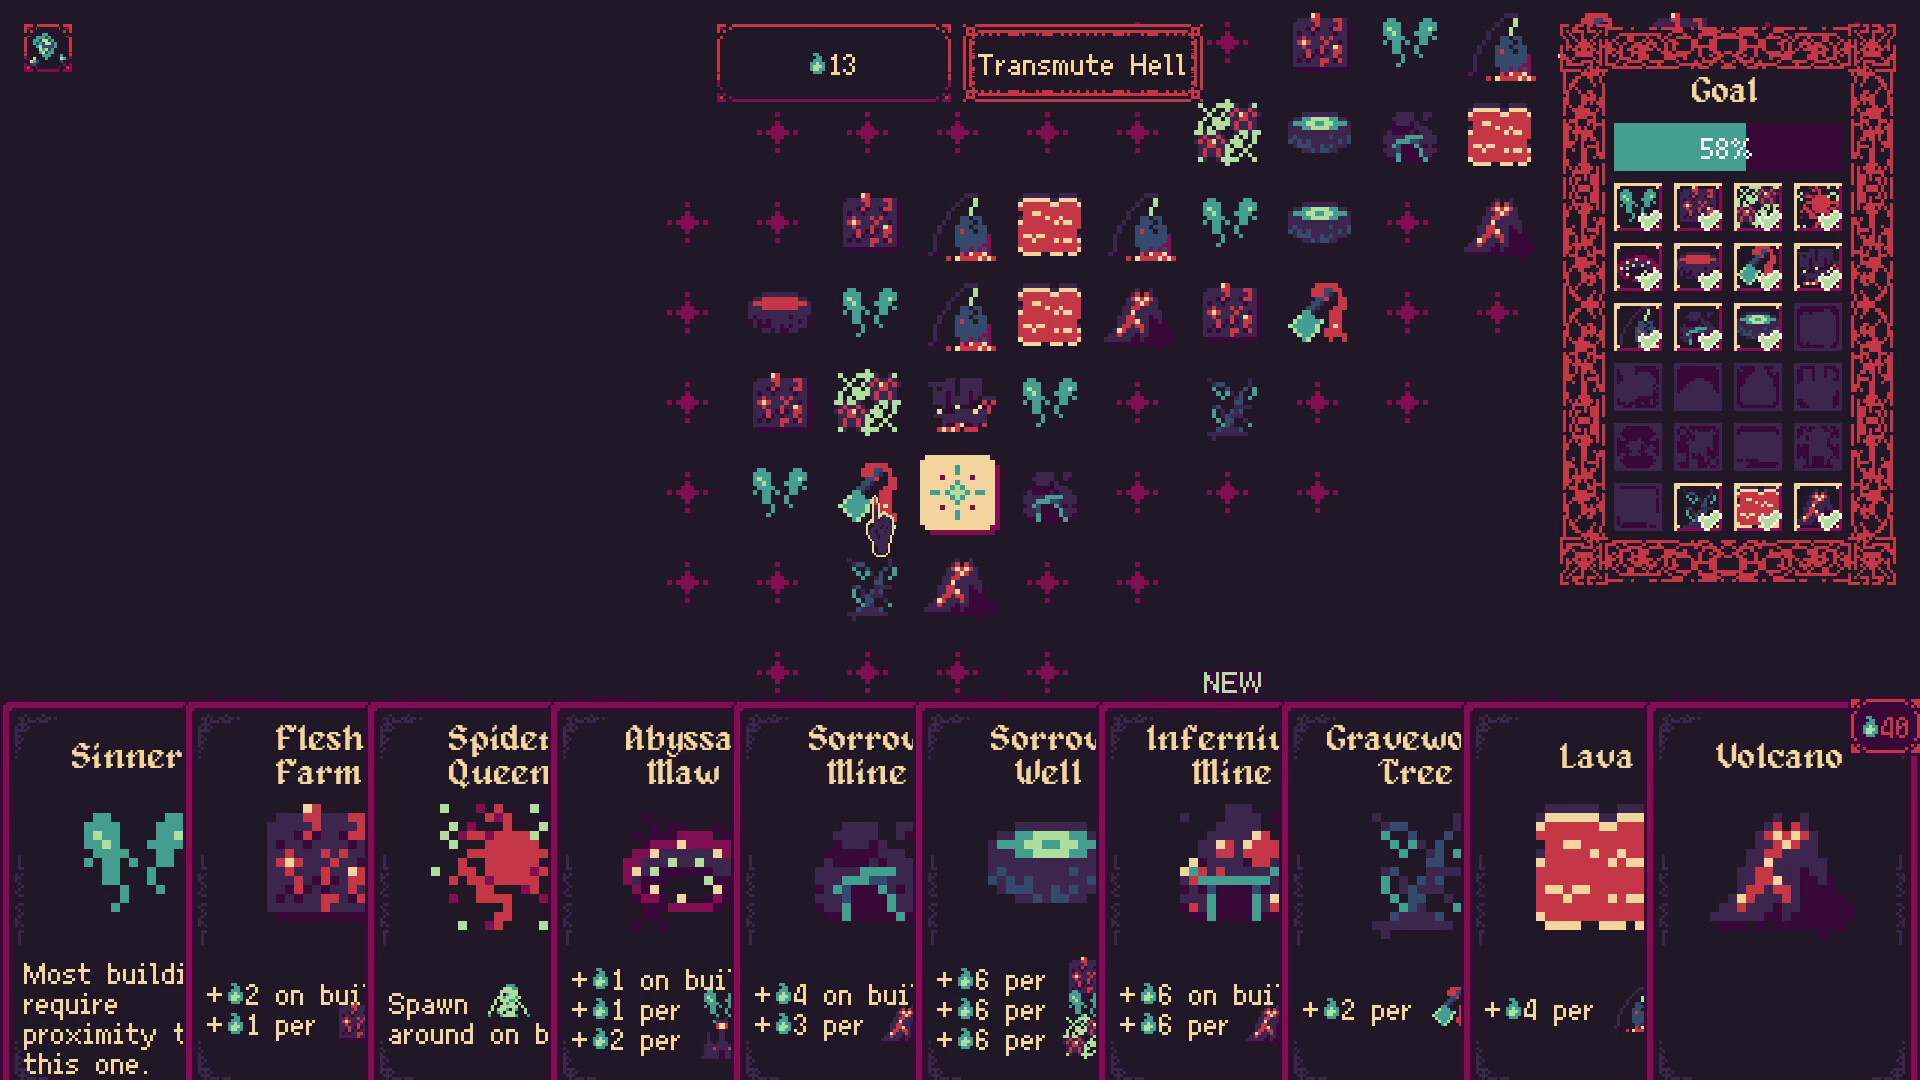 13
Transmute Hell
Goal
58%
NEW
40
Sinner
Most buildi
require
proximity t
this one.
Flesh
Farm
+2 on bui
+1 per
Spider
Queen
Spawn
around on b
Abyssa
Maw
+1 on bui
+1 per
+2 per
Sorrow
Mine
+4 on bui
+3 per
Sorrow
Well
+6 per
+6 per
+6 per
Inferniu
Mine
+6 on bui
+6 per
Gravewo
Tree
+2 per
Lava
+4 per
Volcano